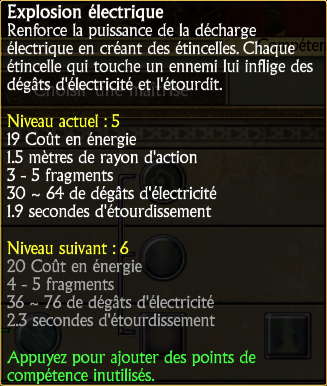 Explosion électrique
Renforce la puissance de la décharge
électrique en créant des étincelles. Chaque
étincelle qui touche un ennemi lui inflige des
dégâts d'électricité et l'étourdit.
Choisir une maîtrise
Niveau actuel : 5
19 Coût en énergie
1.5 mètres de rayon d'action
3 - 5 fragments
30 ~ 64 de dégâts d'électricité
1.9 secondes d'étourdissement
Niveau suivant : 6
20 Coût en énergie
4 - 5 fragments
36 ~ 76 de dégâts d'électricité
2.3 secondes d'étourdissement
Appuyez pour ajouter des points de
compétence inutilisés.